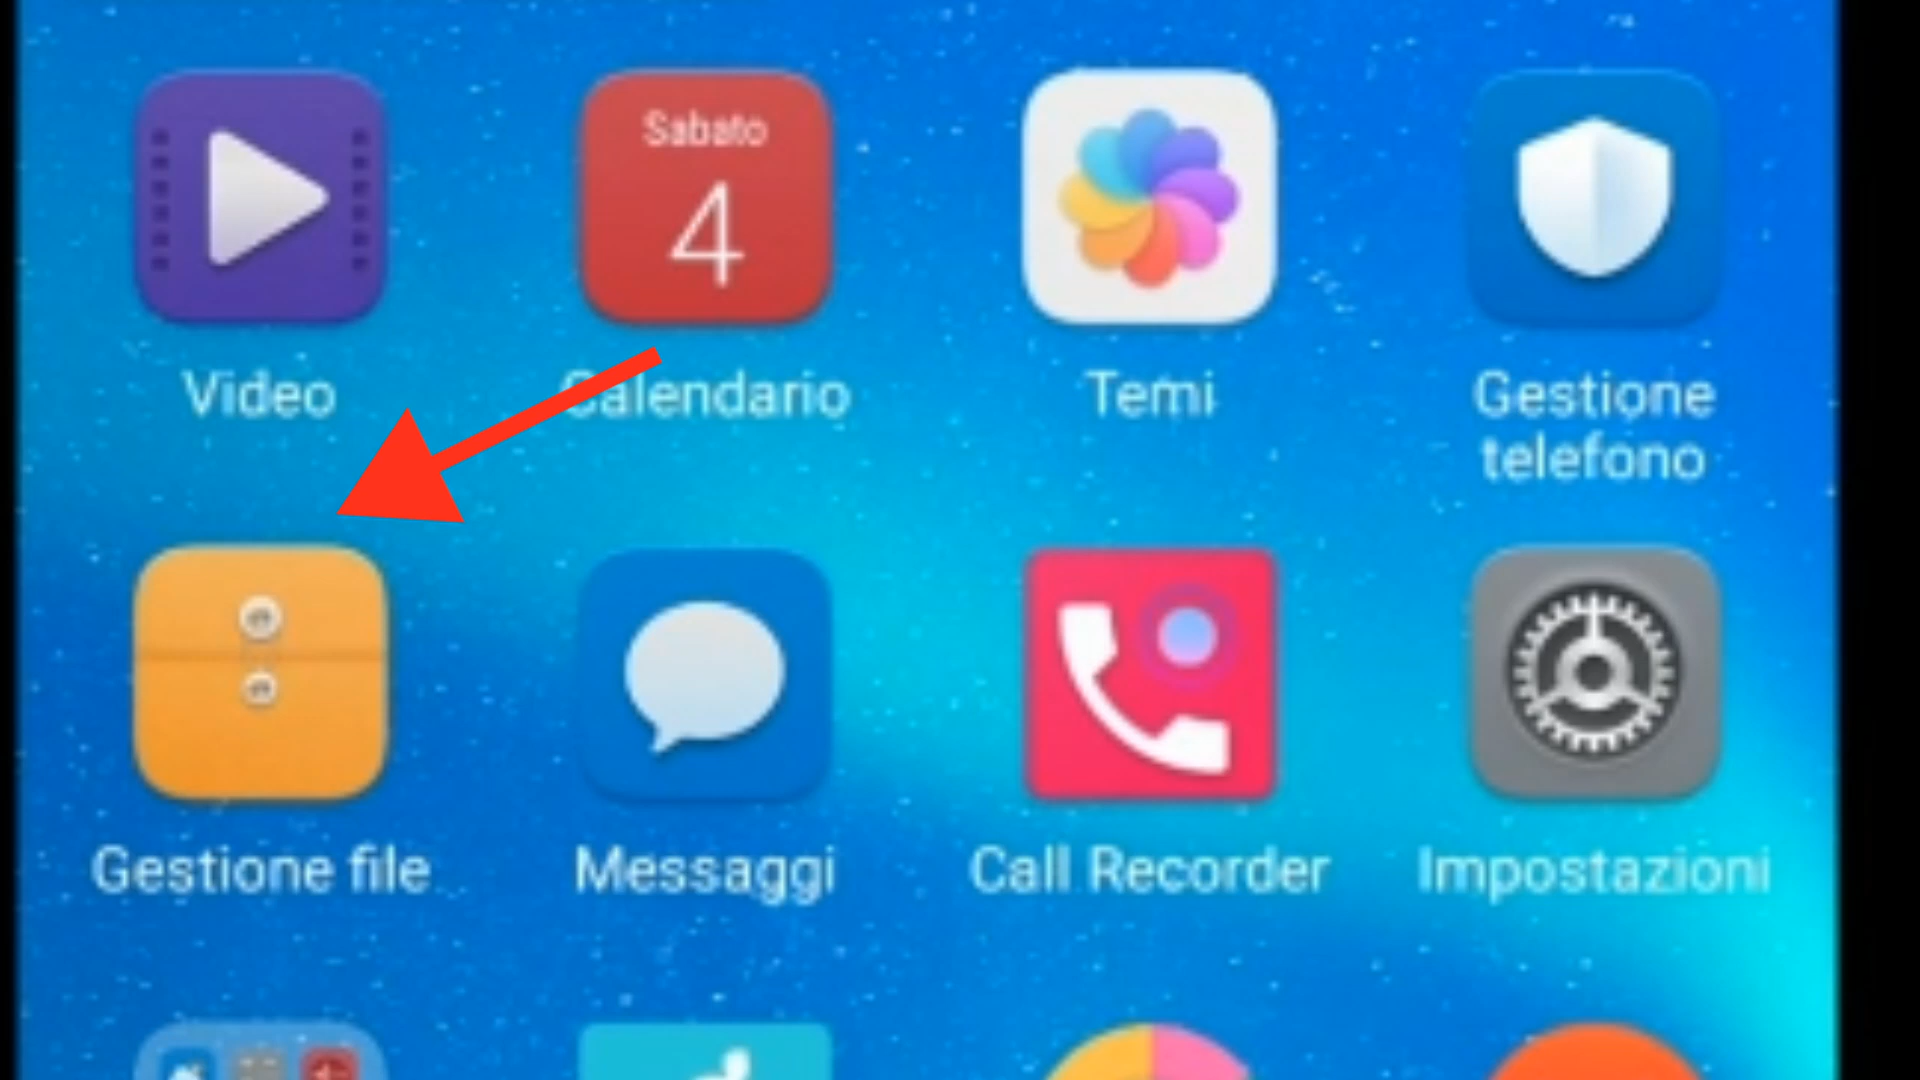 Sabato
4
Video
Calendario
Temi
Gestione
telefono
Gestione file
Messaggi
Call Recorder
Impostazioni